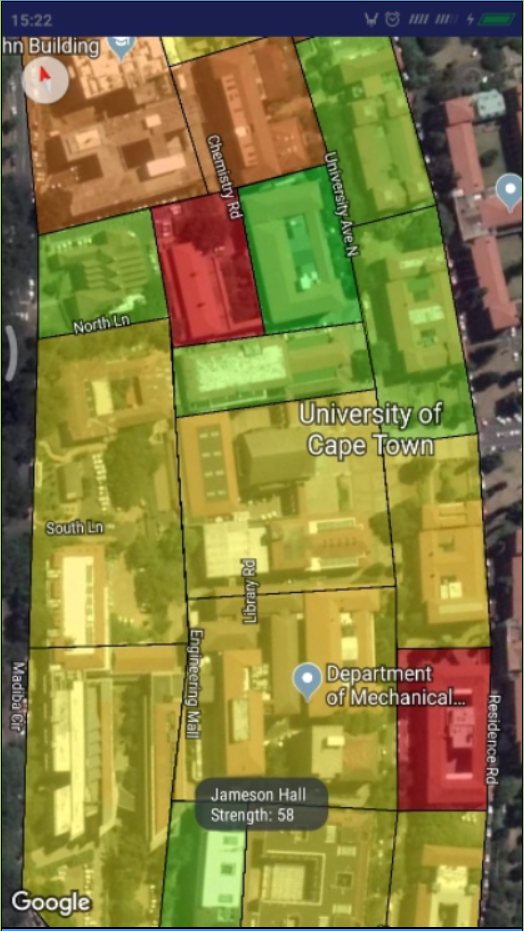 15:22
hn Building
Chemistry Rd
University Ave N
North Ln
University of
Cape Town
South Ln
Library Rd
Engineering Mall
Madiba Cir
Department
of Mechanical...
Residence Rd
Jameson Hall
Strength: 58
Google